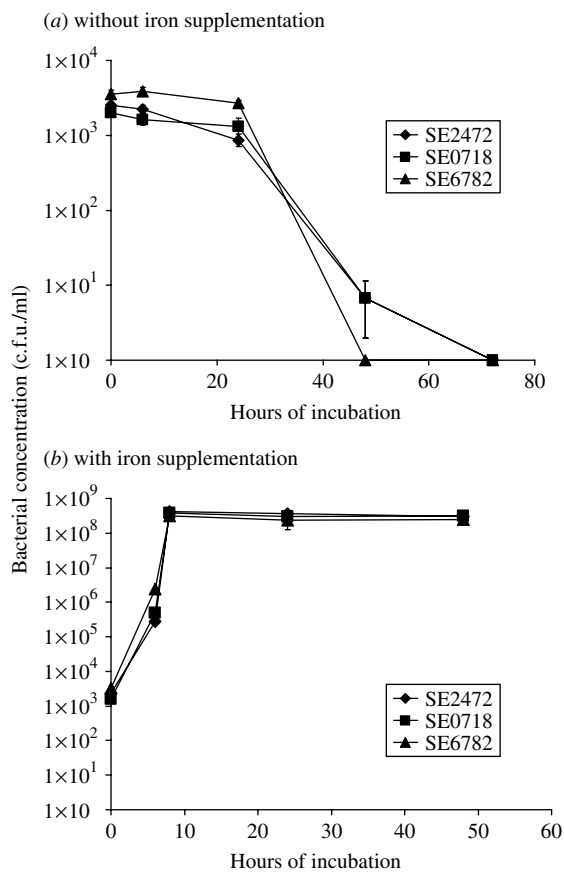 (a) without iron supplementation
1×10⁴
1×10³
1×10²
1×10¹
1×10
SE2472
SE0718
SE6782
0 20 40 60 80
Hours of incubation
Bacterial concentration (c.f.u./ml)
(b) with iron supplementation
1×10⁹
1×10⁸
1×10⁷
1×10⁶
1×10⁵
1×10⁴
1×10³
1×10²
1×10¹
1×10
SE2472
SE0718
SE6782
0 10 20 30 40 50 60
Hours of incubation